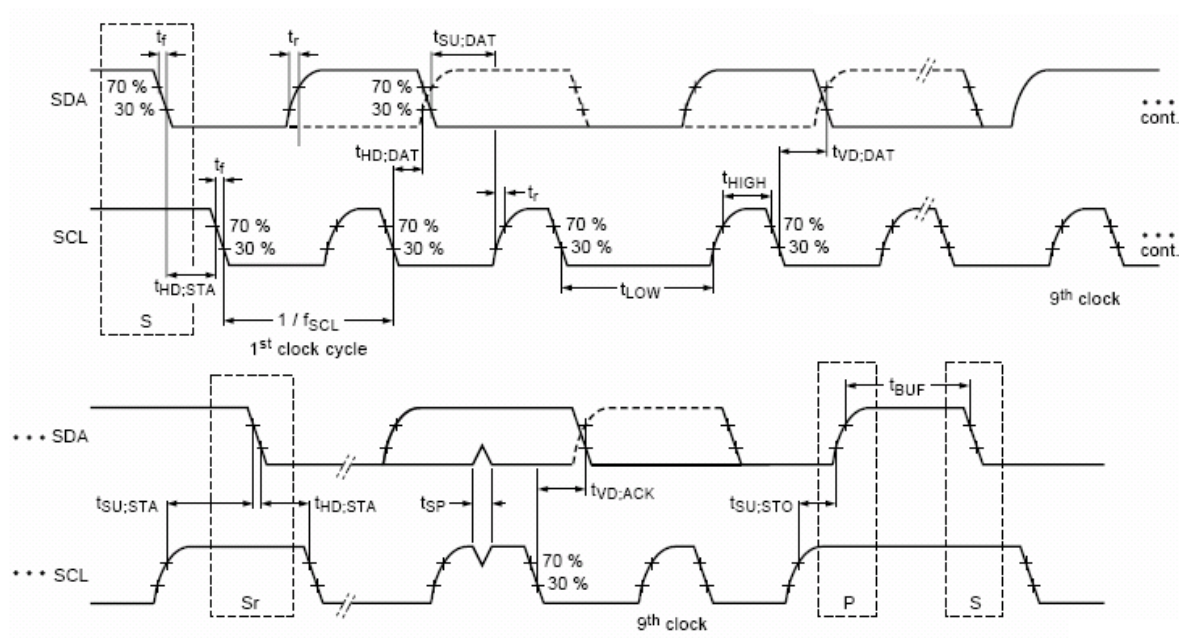 tf tr tSU;DAT
SDA 70 % 30 % 70 % 30 % • • • cont.
tHD;DAT tVD;DAT
tf tr tHIGH
SCL 70 % 30 % 70 % 30 % 70 % 30 % 70 % 30 % • • • cont.
tHD;STA tLOW 9th clock
S 1 / fSCL
1st clock cycle
tBUF
• • • SDA
tSU;STA tHD;STA tSP tVD;ACK tSU;STO
• • • SCL 70 % 30 %
Sr P S
9th clock